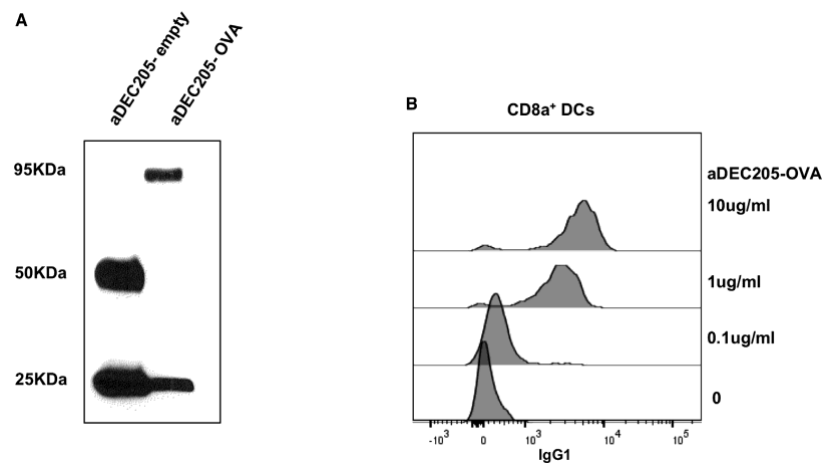 A
aDEC205- empty
aDEC205- OVA
95KDa
50KDa
25KDa
B
CD8a⁺ DCs
aDEC205-OVA
10ug/ml
1ug/ml
0.1ug/ml
0
-10³ 0 10³ 10⁴ 10⁵
IgG1